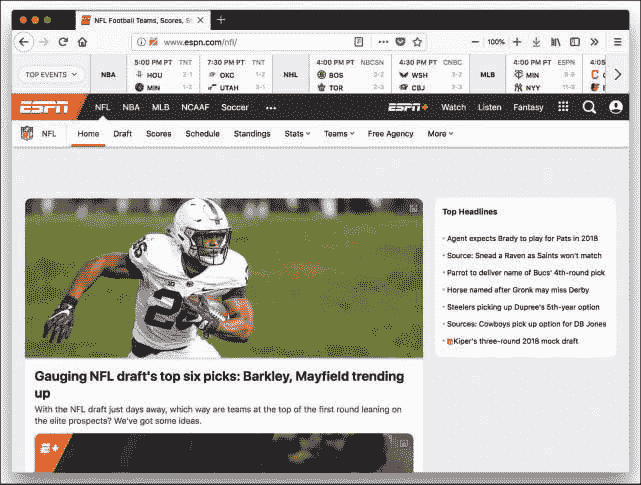 NFL Football Teams, Scores, St
www.espn.com/nfl/
100%
TOP EVENTS
NBA
5:00 PM PT TNT
HOU 2-1
MIN 1-2
7:30 PM PT TNT
OKC 1-2
UTAH 3-1
NHL
4:00 PM PT NBCSN
BOS 3-2
TOR 2-3
4:30 PM PT CNBC
WSH 3-2
CBJ 2-3
MLB
4:00 PM PT ESPN
MIN
NYY
4:05
ESPN NFL NBA MLB NCAAF Soccer ••• ESPN+ Watch Listen Fantasy
NFL Home Draft Scores Schedule Standings Stats Teams Free Agency More
26
Top Headlines
Agent expects Brady to play for Pats in 2018
Source: Snead a Raven as Saints won't match
Parrot to deliver name of Bucs' 4th-round pick
Horse named after Gronk may miss Derby
Steelers picking up Dupree's 5th-year option
Sources: Cowboys pick up option for DB Jones
Kiper's three-round 2018 mock draft
Gauging NFL draft's top six picks: Barkley, Mayfield trending
up
With the NFL draft just days away, which way are teams at the top of the first round leaning on
the elite prospects? We've got some ideas.
E+